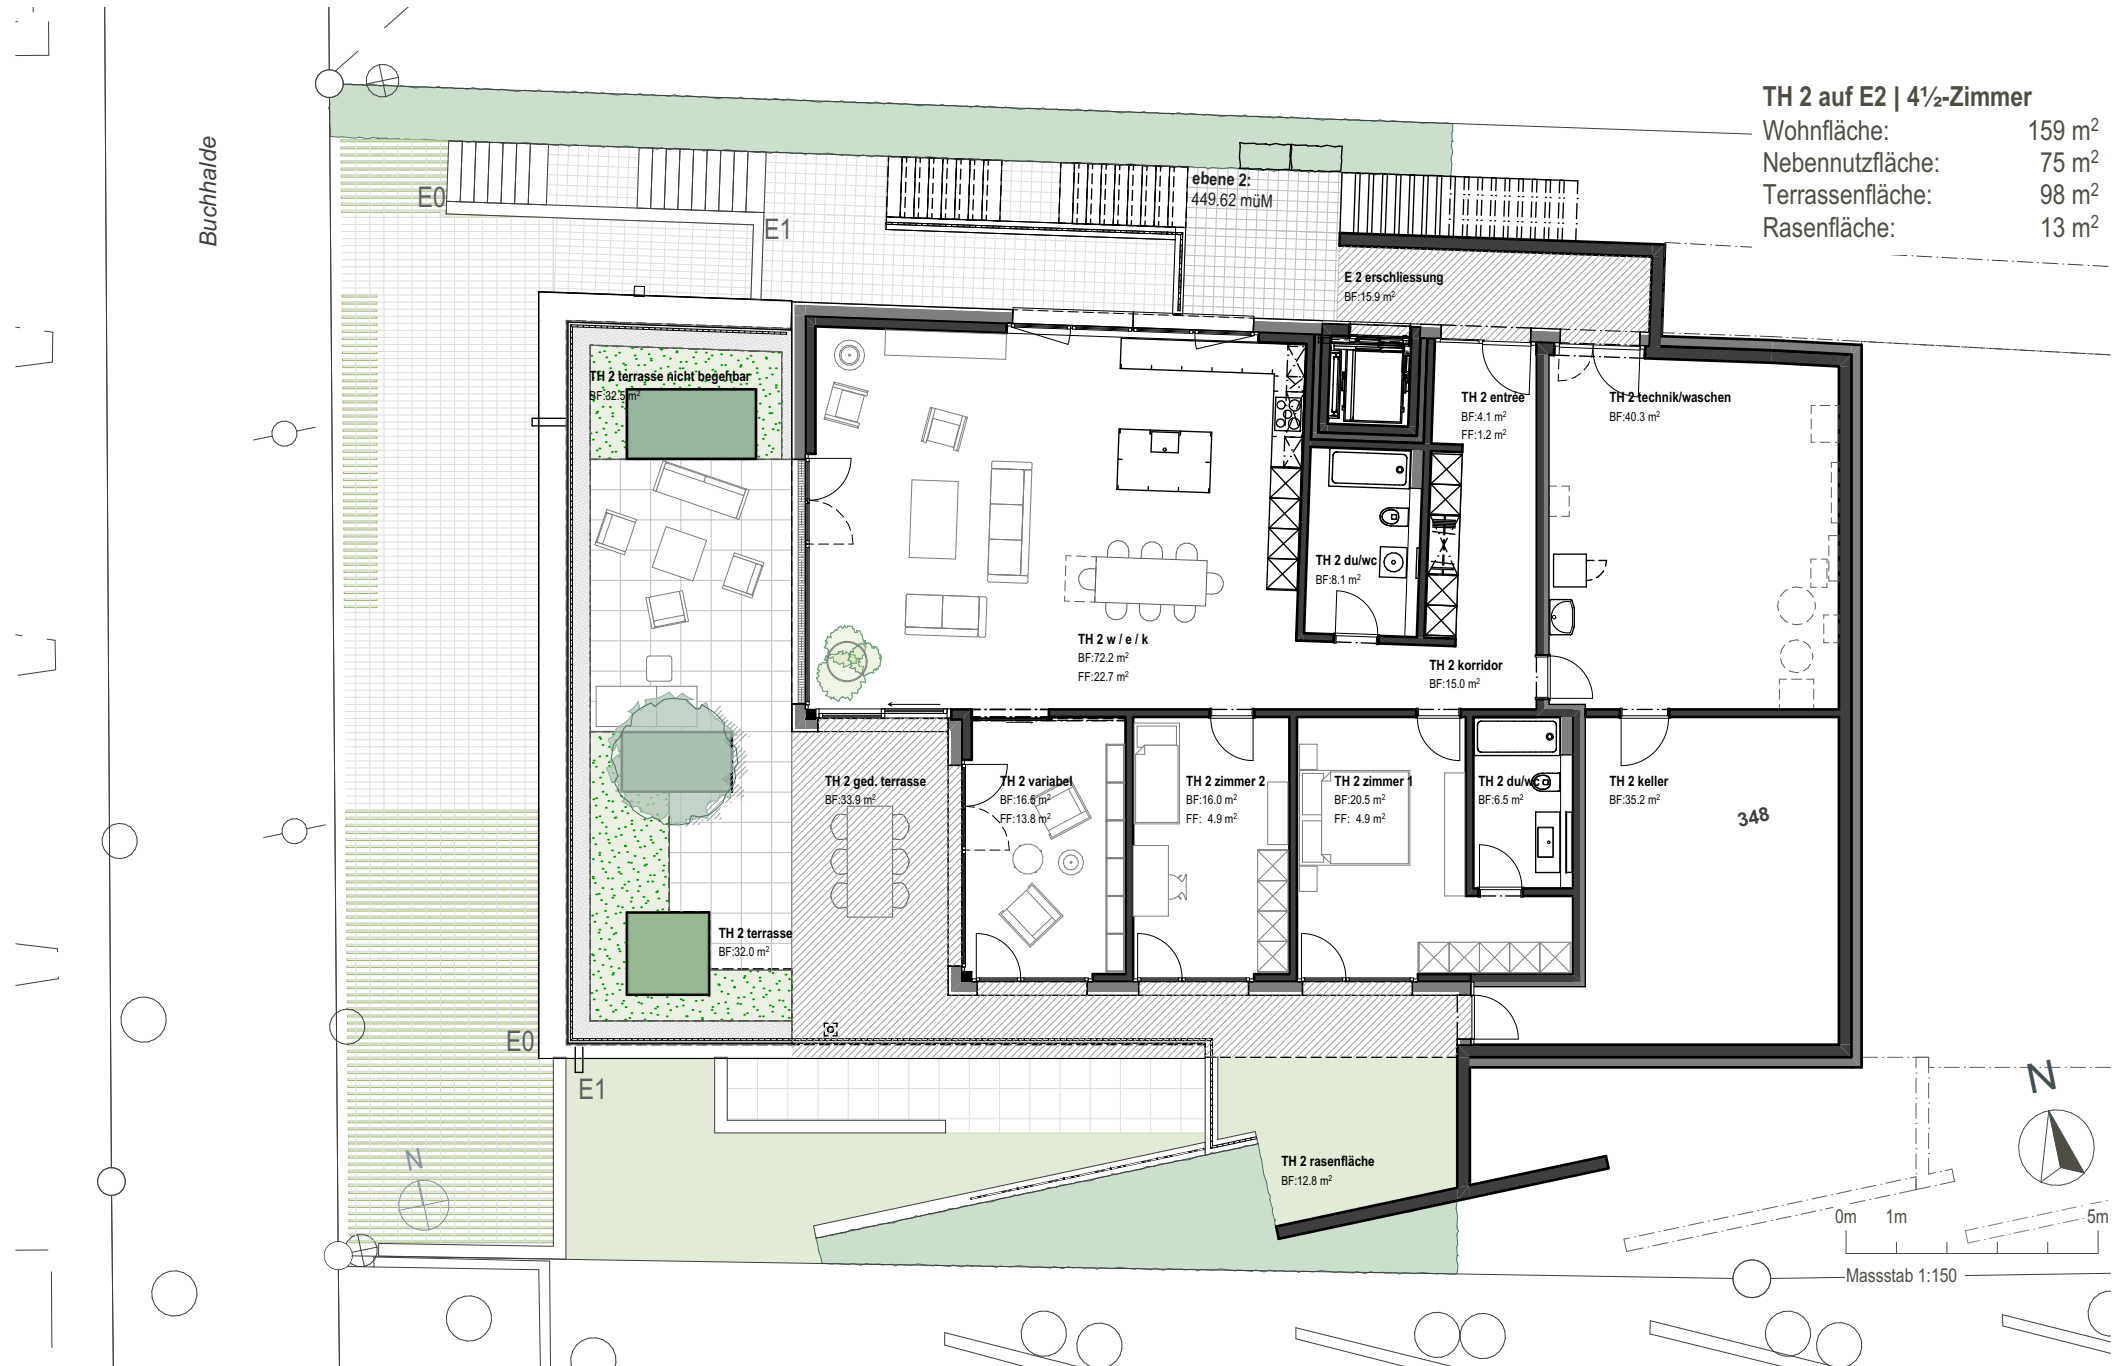 TH 2 auf E2 | 4½-Zimmer
Wohnfläche: 159 m²
Nebennutzfläche: 75 m²
Terrassenfläche: 98 m²
Rasenfläche: 13 m²
Buchhalde
E0
E1
ebene 2:
449.62 müM
E 2 erschliessung
BF:15.9 m²
TH 2 terrasse nicht begehbar
BF:32.5 m²
TH 2 entrée
BF:4.1 m²
FF:1.2 m²
TH 2 technik/waschen
BF:40.3 m²
TH 2 du/wc
BF:8.1 m²
TH 2 w / e / k
BF:72.2 m²
FF:22.7 m²
TH 2 korridor
BF:15.0 m²
TH 2 ged. terrasse
BF:33.9 m²
TH 2 variabel
BF:16.5 m²
FF:13.8 m²
TH 2 zimmer 2
BF:16.0 m²
FF: 4.9 m²
TH 2 zimmer 1
BF:20.5 m²
FF: 4.9 m²
TH 2 du/wc
BF:6.5 m²
TH 2 keller
BF:35.2 m²
348
TH 2 terrasse
BF:32.0 m²
E0
E1
N
TH 2 rasenfläche
BF:12.8 m²
N
0m 1m 5m
Massstab 1:150